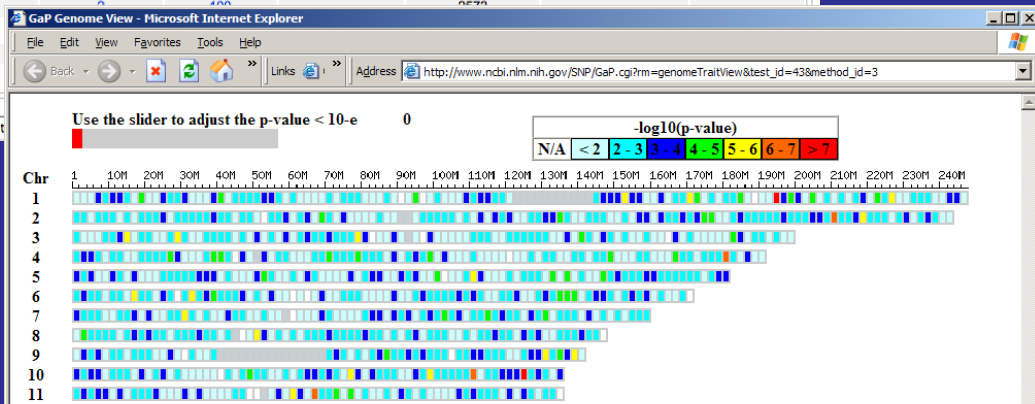 GaP Genome View - Microsoft Internet Explorer
File Edit View Favorites Tools Help
Back Links Address http://www.ncbi.nlm.nih.gov/SNP/GaP.cgi?rm=genomeTraitView&test_id=43&method_id=3
Use the slider to adjust the p-value < 10-e 0
-log10(p-value)
N/A < 2 2 - 3 3 - 4 4 - 5 5 - 6 6 - 7 > 7
Chr 1 10M 20M 30M 40M 50M 60M 70M 80M 90M 100M 110M 120M 130M 140M 150M 160M 170M 180M 190M 200M 210M 220M 230M 240M
1
2
3
4
5
6
7
8
9
10
11